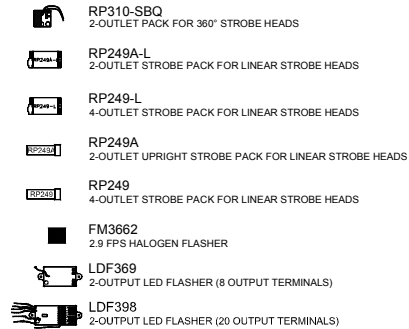 RP310-SBQ
2-OUTLET PACK FOR 360° STROBE HEADS
RP249A-L
RP249A-L
2-OUTLET STROBE PACK FOR LINEAR STROBE HEADS
RP249-L
RP249-L
4-OUTLET STROBE PACK FOR LINEAR STROBE HEADS
RP249A
RP249A
2-OUTLET UPRIGHT STROBE PACK FOR LINEAR STROBE HEADS
RP249
RP249
4-OUTLET STROBE PACK FOR LINEAR STROBE HEADS
FM3662
2.9 FPS HALOGEN FLASHER
LDF369
2-OUTPUT LED FLASHER (8 OUTPUT TERMINALS)
LDF398
2-OUTPUT LED FLASHER (20 OUTPUT TERMINALS)